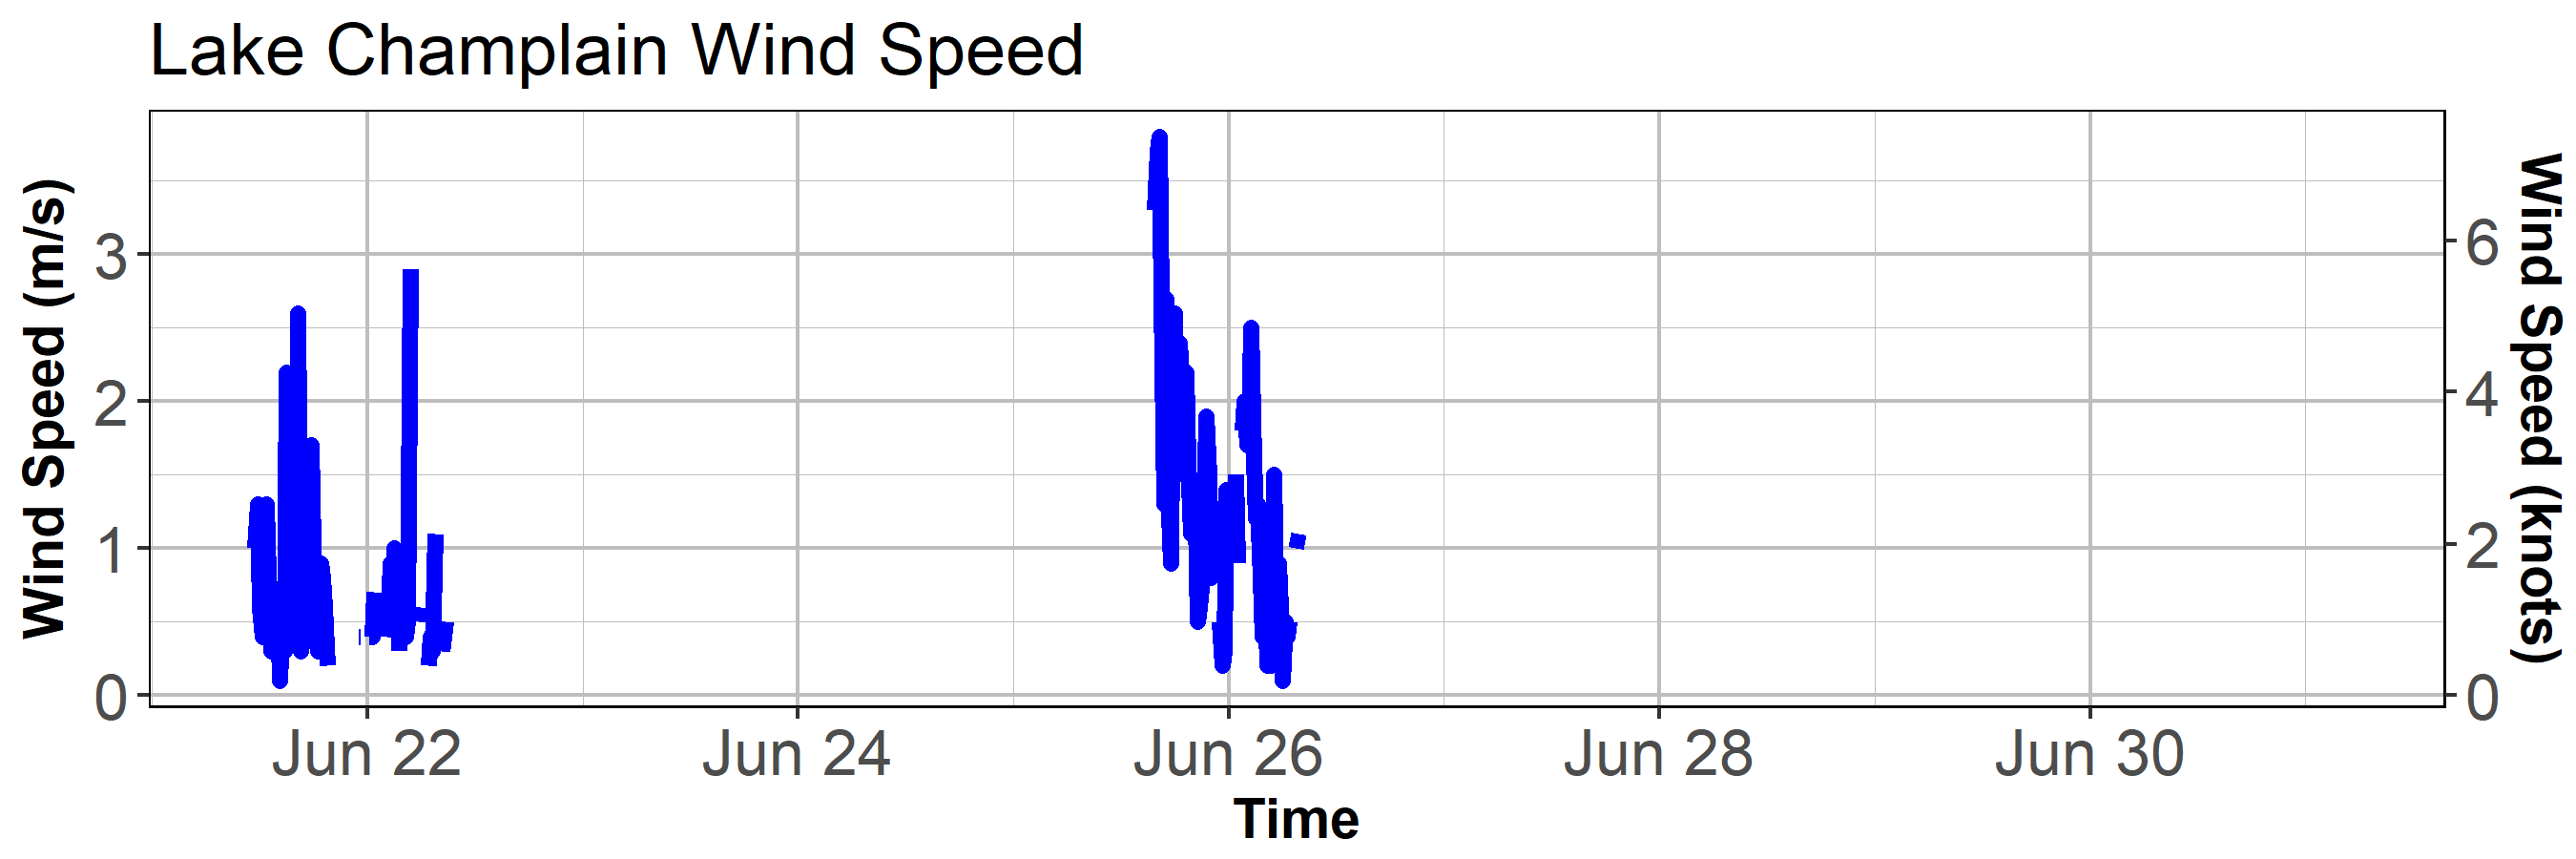 Lake Champlain Wind Speed
Wind Speed (m/s)
3
2
1
0
Wind Speed (knots)
6
4
2
0
Jun 22
Jun 24
Jun 26
Jun 28
Jun 30
Time